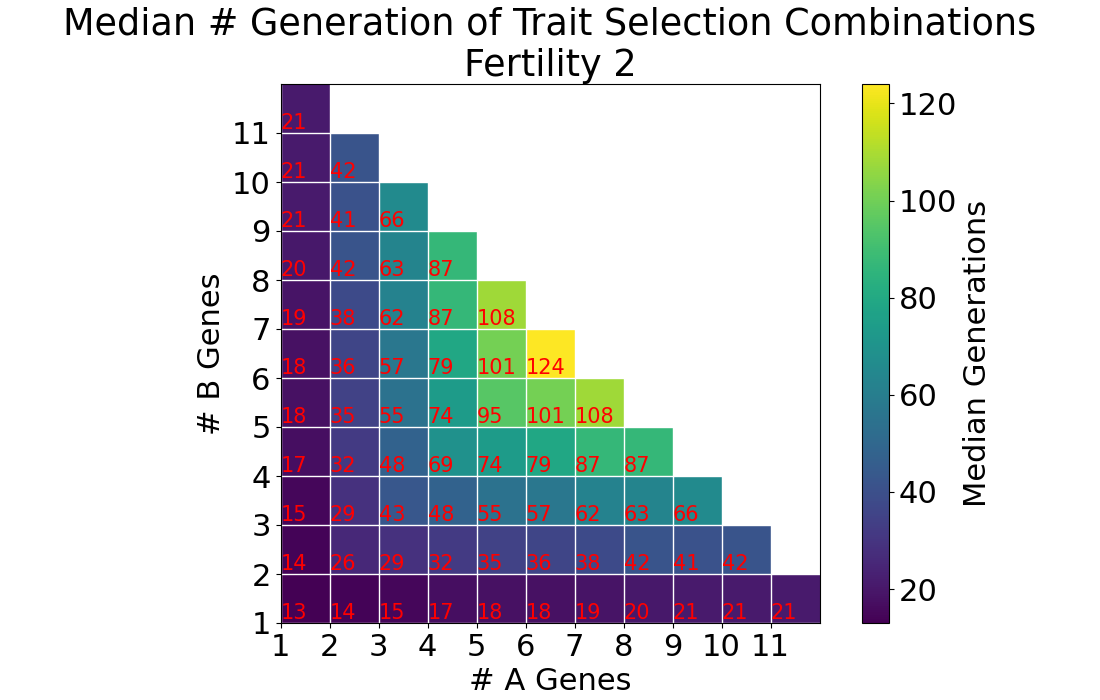 Median # Generation of Trait Selection Combinations
Fertility 2
21
11
21 42
10
21 41 66
9
20 42 63 87
8
19 38 62 87 108
7
18 36 57 79 101 124
6
18 35 55 74 95 101 108
5
17 32 48 69 74 79 87 87
4
15 29 43 48 55 57 62 63 66
3
14 26 29 32 35 36 38 42 41 42
2
13 14 15 17 18 18 19 20 21 21 21
1
1 2 3 4 5 6 7 8 9 10 11
# A Genes
# B Genes
120
100
80
60
40
20
Median Generations